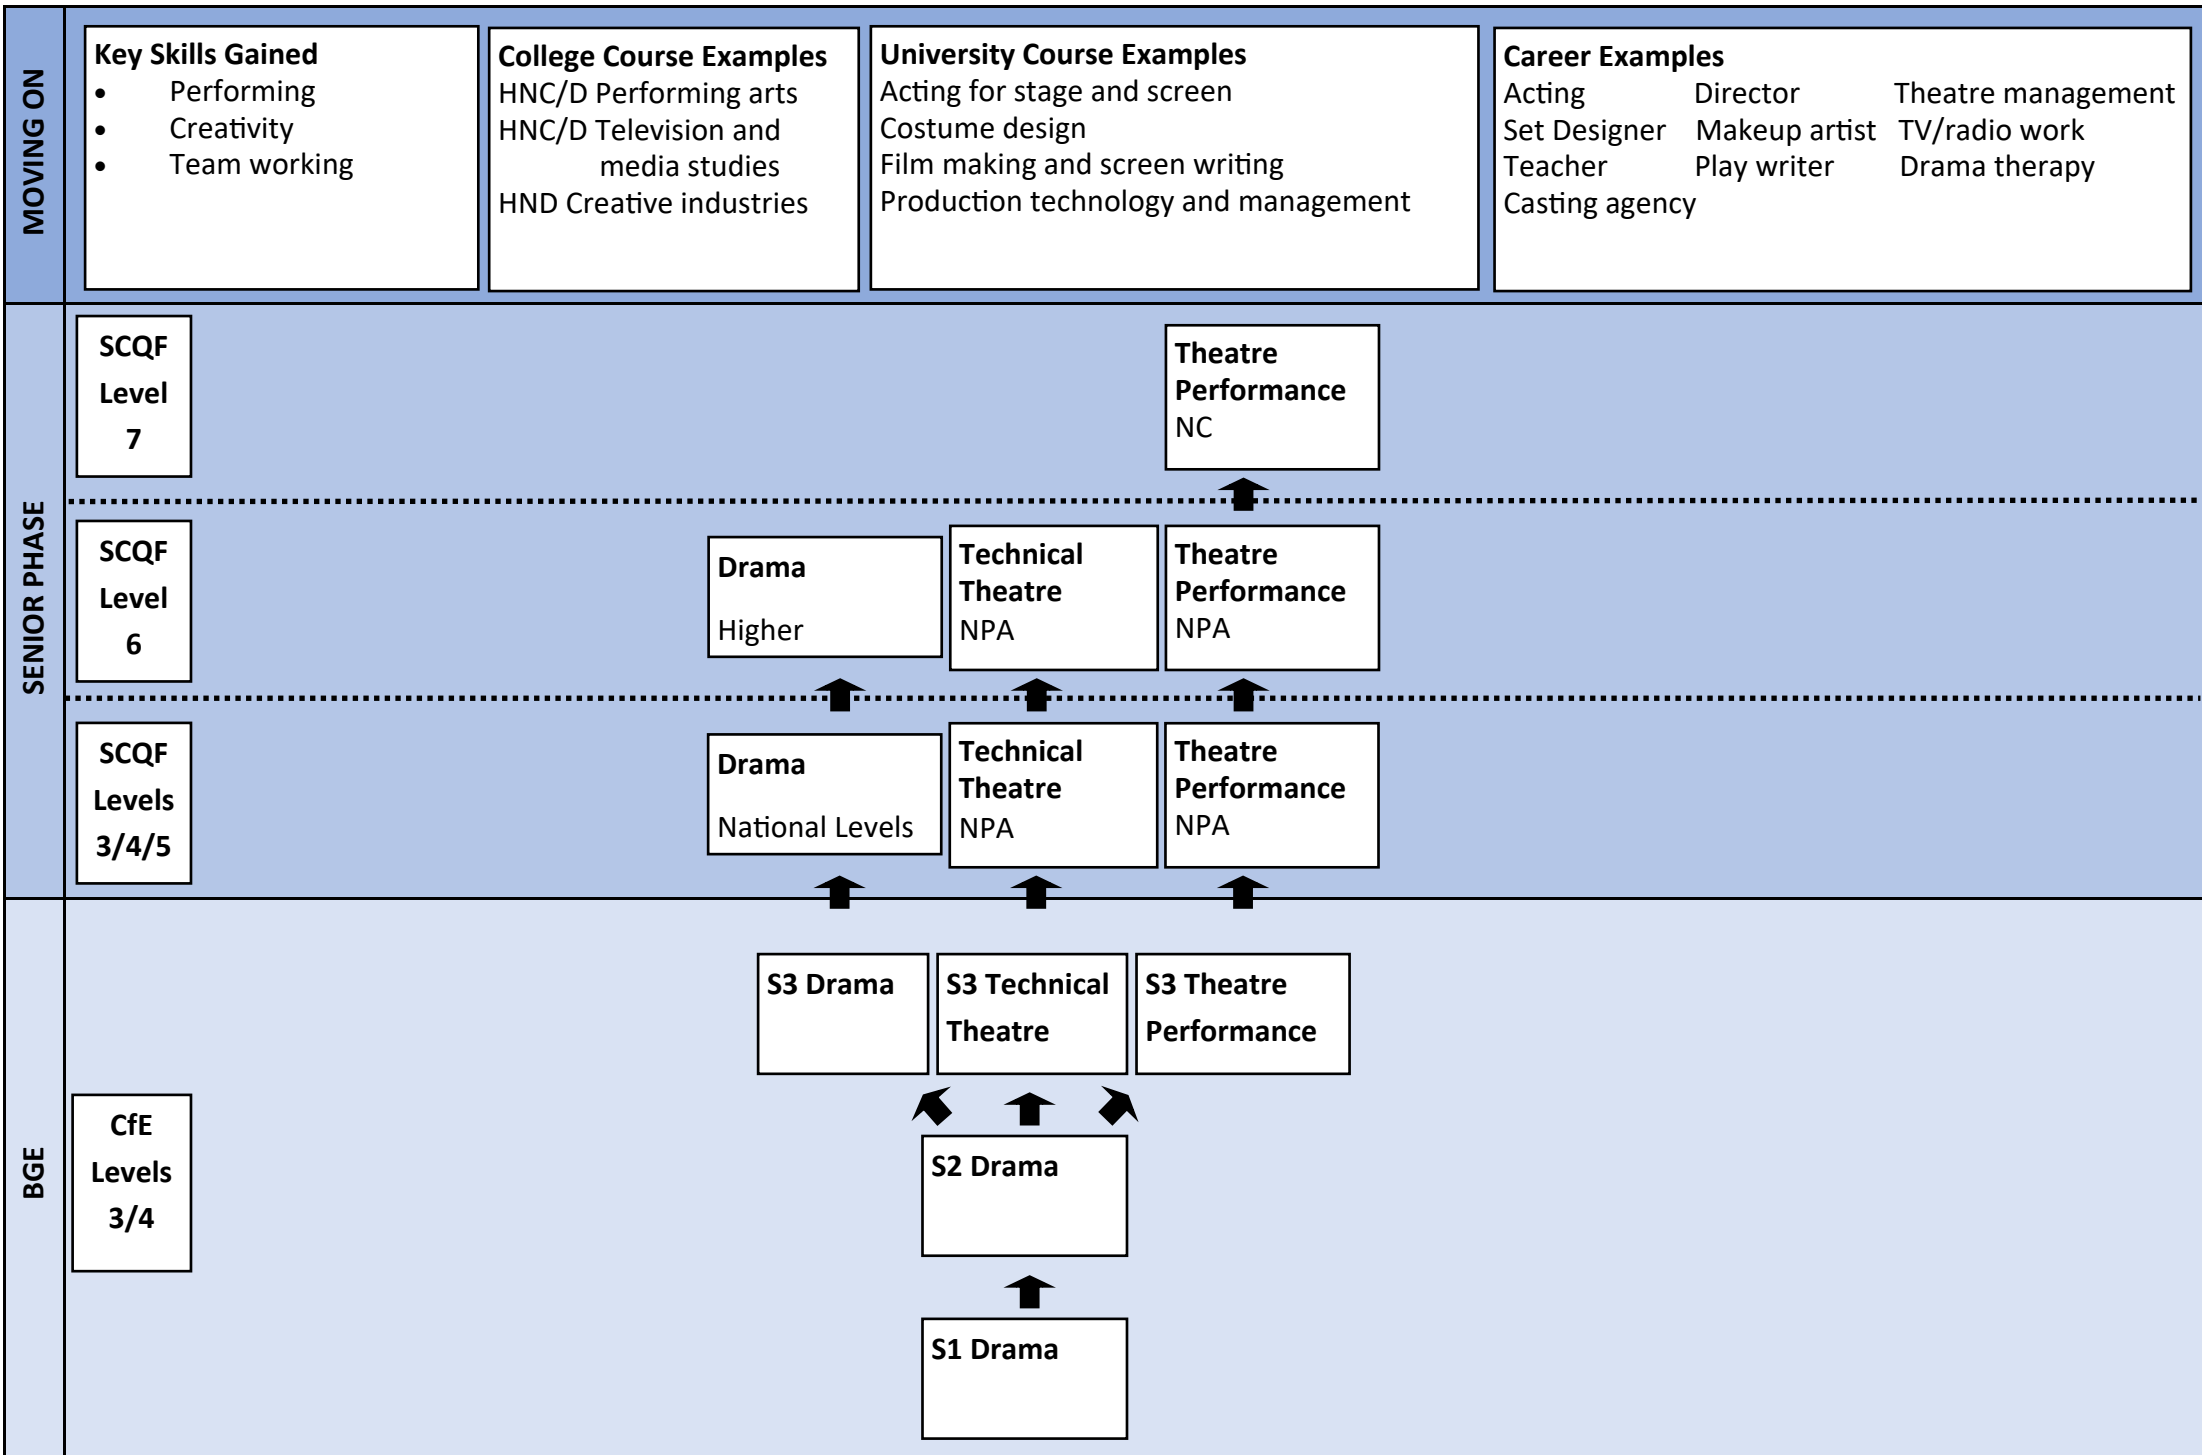 MOVING ON
Key Skills Gained
• Performing
• Creativity
• Team working
College Course Examples
HNC/D Performing arts
HNC/D Television and
media studies
HND Creative industries
University Course Examples
Acting for stage and screen
Costume design
Film making and screen writing
Production technology and management
Career Examples
Acting Director Theatre management
Set Designer Makeup artist TV/radio work
Teacher Play writer Drama therapy
Casting agency
SENIOR PHASE
SCQF
Level
7
Theatre
Performance
NC
SCQF
Level
6
Drama
Higher
Technical
Theatre
NPA
Theatre
Performance
NPA
SCQF
Levels
3/4/5
Drama
National Levels
Technical
Theatre
NPA
Theatre
Performance
NPA
BGE
CfE
Levels
3/4
S3 Drama
S3 Technical
Theatre
S3 Theatre
Performance
S2 Drama
S1 Drama